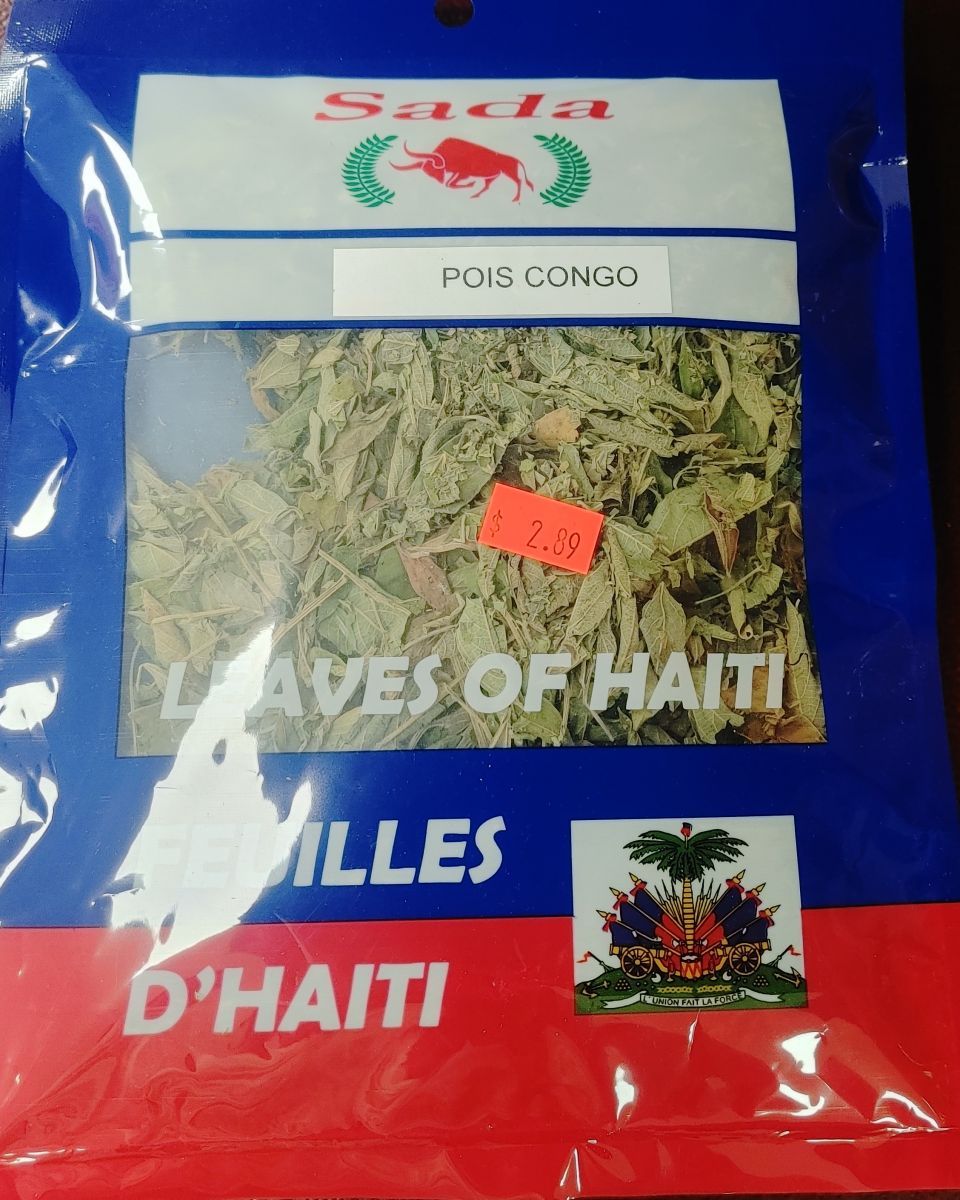 Sada
POIS CONGO
$ 2.89
LEAVES OF HAITI
FEUILLES
D'HAITI
L'UNION FAIT LA FORCE